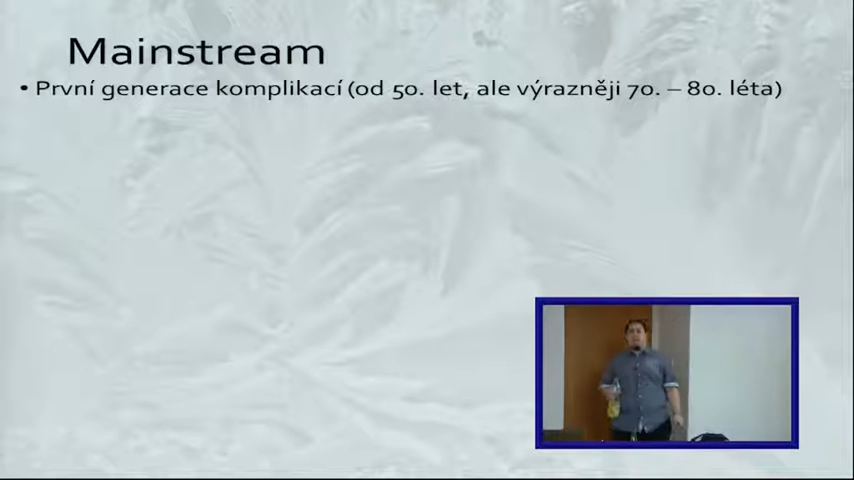 Mainstream
• První generace komplikací (od 50. let, ale výrazněji 70. – 80. léta)